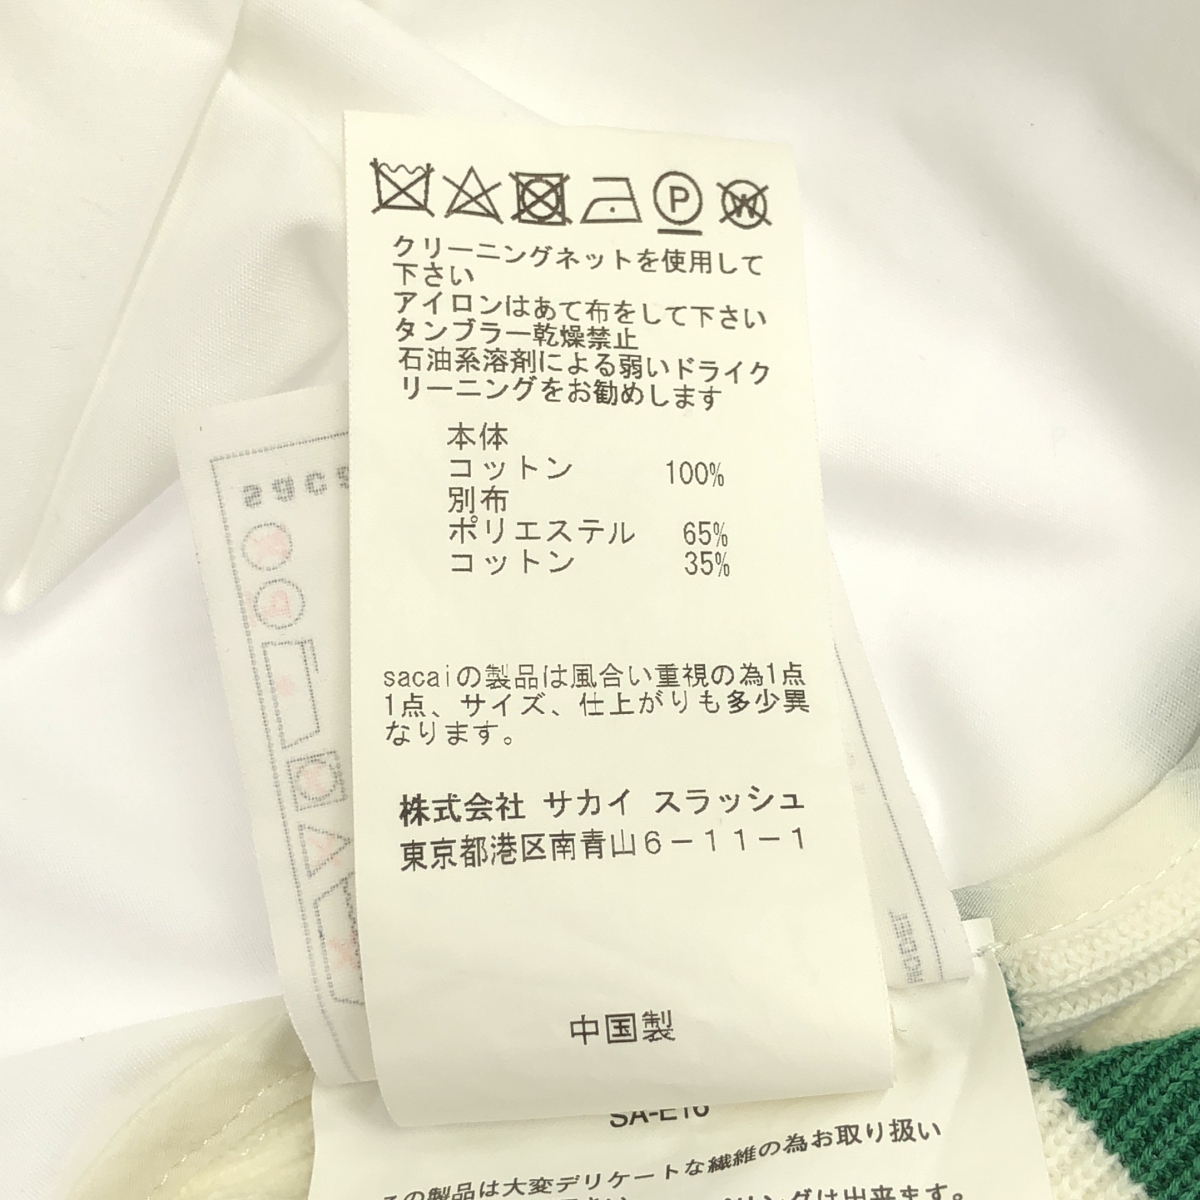 P
W
クリーニングネットを使用して
下さい
アイロンはあて布をして下さい
タンブラー乾燥禁止
石油系溶剤による弱いドライク
リーニングをお勧めします
本体
コットン 100%
別布
ポリエステル 65%
コットン 35%
sacaiの製品は風合い重視の為1点
1点、サイズ、仕上がりも多少異
なります。
株式会社 サカイ スラッシュ
東京都港区南青山6-11-1
中国製
sacai
SA-E16
この製品は大変デリケートな繊維の為お取り扱い
は出来ます。